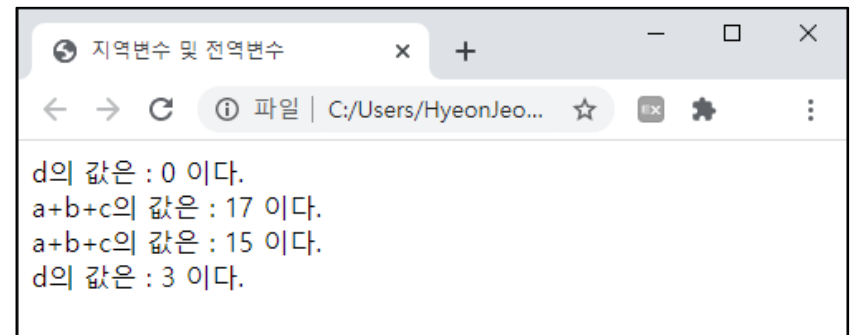 지역변수 및 전역변수
파일 | C:/Users/HyeonJeo...
EX
d의 값은 : 0 이다.
a+b+c의 값은 : 17 이다.
a+b+c의 값은 : 15 이다.
d의 값은 : 3 이다.